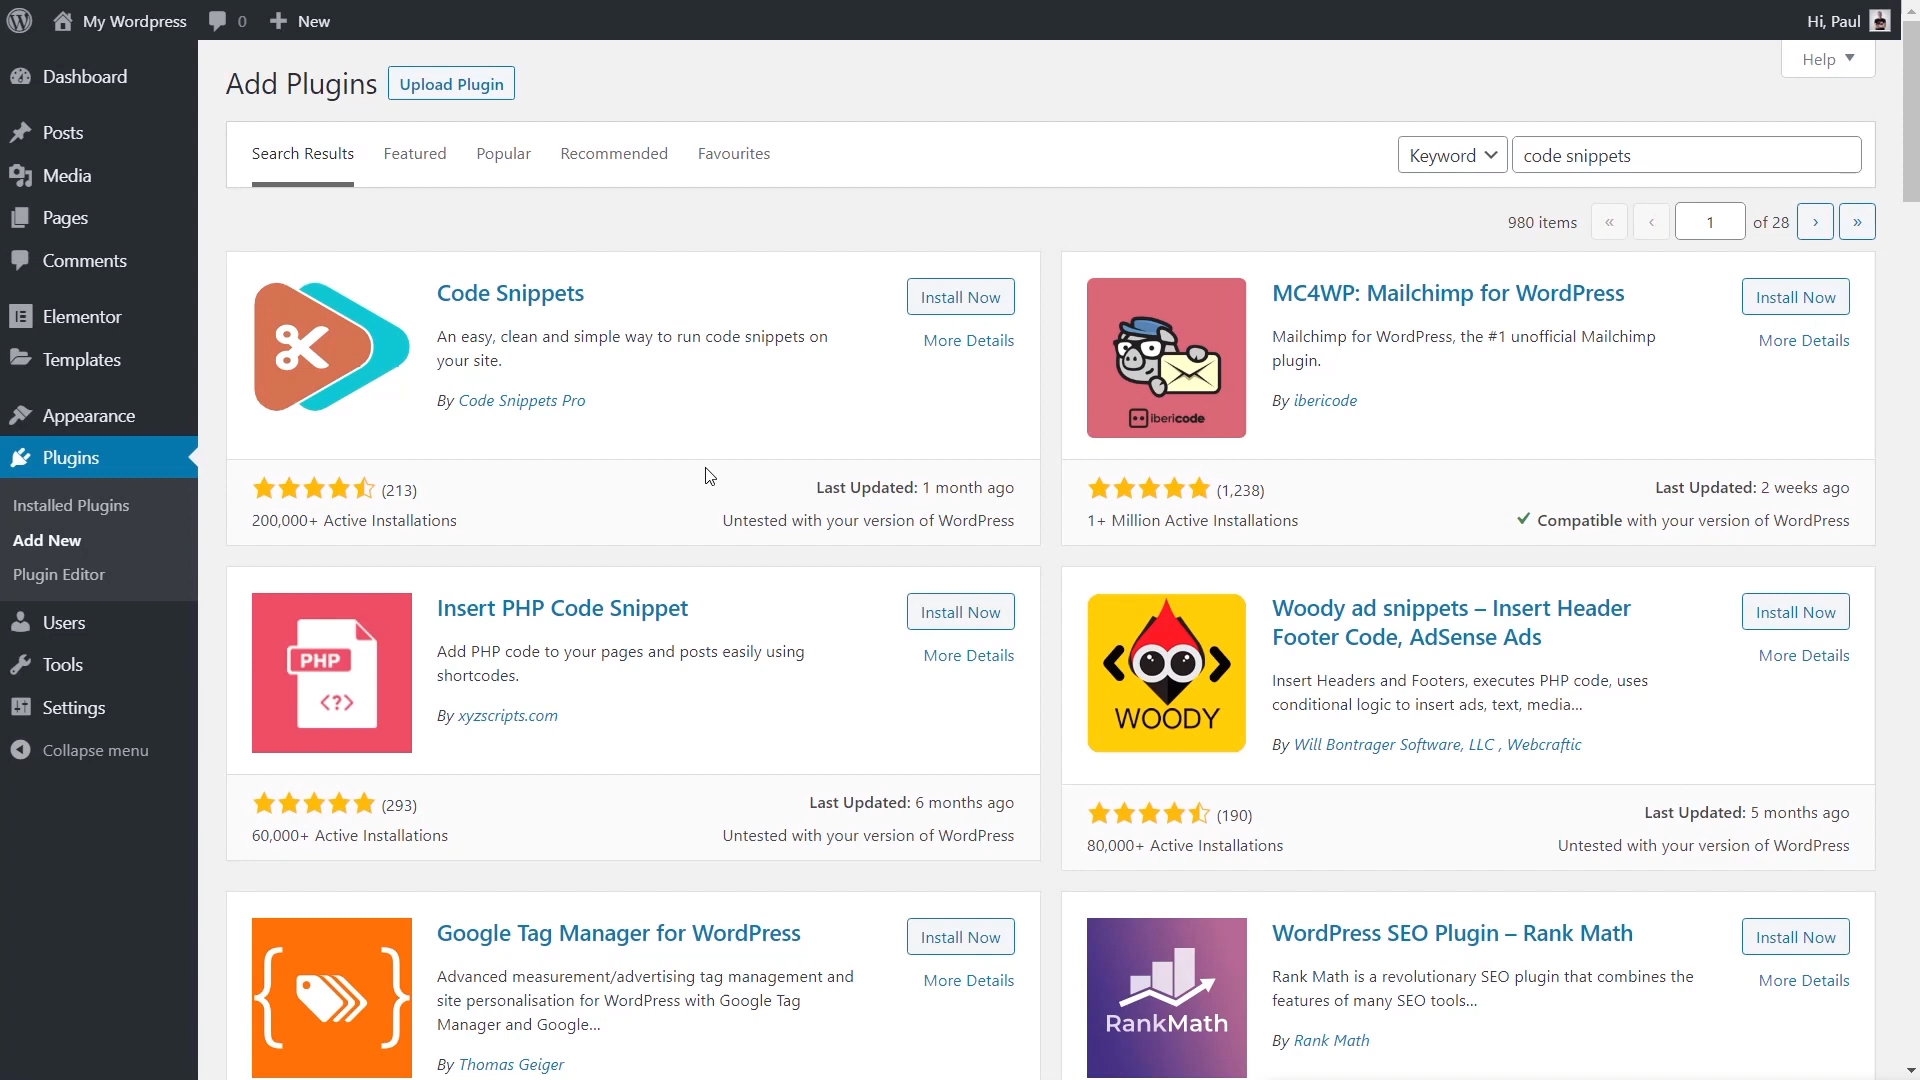 My Wordpress
0
New
Hi, Paul
Dashboard
Posts
Media
Pages
Comments
Elementor
Templates
Appearance
Plugins
Installed Plugins
Add New
Plugin Editor
Users
Tools
Settings
Collapse menu
Help
Add Plugins
Upload Plugin
Search Results
Featured
Popular
Recommended
Favourites
Keyword
code snippets
980 items
«
‹
1
of 28
›
»
Code Snippets
Install Now
An easy, clean and simple way to run code snippets on
your site.
More Details
By Code Snippets Pro
(213)
Last Updated: 1 month ago
200,000+ Active Installations
Untested with your version of WordPress
ibericode
MC4WP: Mailchimp for WordPress
Install Now
Mailchimp for WordPress, the #1 unofficial Mailchimp
plugin.
More Details
By ibericode
(1,238)
Last Updated: 2 weeks ago
1+ Million Active Installations
Compatible with your version of WordPress
PHP
<?>
Insert PHP Code Snippet
Install Now
Add PHP code to your pages and posts easily using
shortcodes.
More Details
By xyzscripts.com
(293)
Last Updated: 6 months ago
60,000+ Active Installations
Untested with your version of WordPress
WOODY
Woody ad snippets – Insert Header
Footer Code, AdSense Ads
Install Now
More Details
Insert Headers and Footers, executes PHP code, uses
conditional logic to insert ads, text, media...
By Will Bontrager Software, LLC , Webcraftic
(190)
Last Updated: 5 months ago
80,000+ Active Installations
Untested with your version of WordPress
Google Tag Manager for WordPress
Install Now
Advanced measurement/advertising tag management and
site personalisation for WordPress with Google Tag
Manager and Google...
More Details
By Thomas Geiger
RankMath
WordPress SEO Plugin – Rank Math
Install Now
Rank Math is a revolutionary SEO plugin that combines the
features of many SEO tools...
More Details
By Rank Math